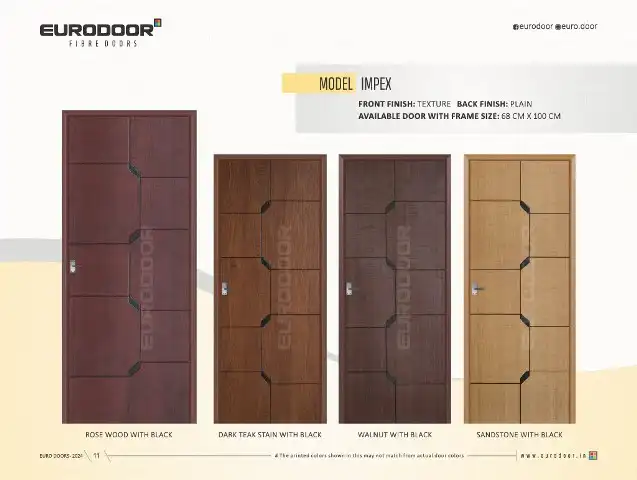 EURODOOR
FIBRE DOORS
eurodoor euro.door
MODEL IMPEX
FRONT FINISH: TEXTURE BACK FINISH: PLAIN
AVAILABLE DOOR WITH FRAME SIZE: 68 CM X 100 CM
EURODOOR
EURODOOR
EURODOOR
EURODOOR
ROSE WOOD WITH BLACK
DARK TEAK STAIN WITH BLACK
WALNUT WITH BLACK
SANDSTONE WITH BLACK
EURO DOORS- 2024 11
# The printed colors shown in this may not match from actual door colors
www.eurodoor.in